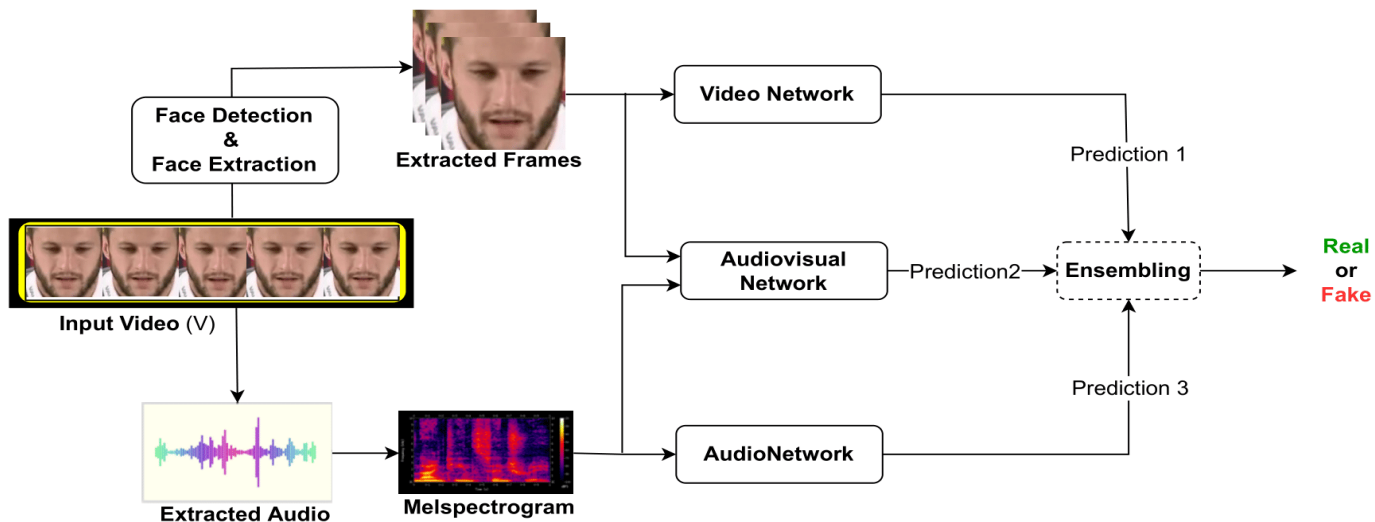 Face Detection
&
Face Extraction
Extracted Frames
Video Network
Prediction 1
Input Video (V)
Audiovisual
Network
Prediction2
Ensembling
Real
or
Fake
Extracted Audio
Melspectrogram
AudioNetwork
Prediction 3